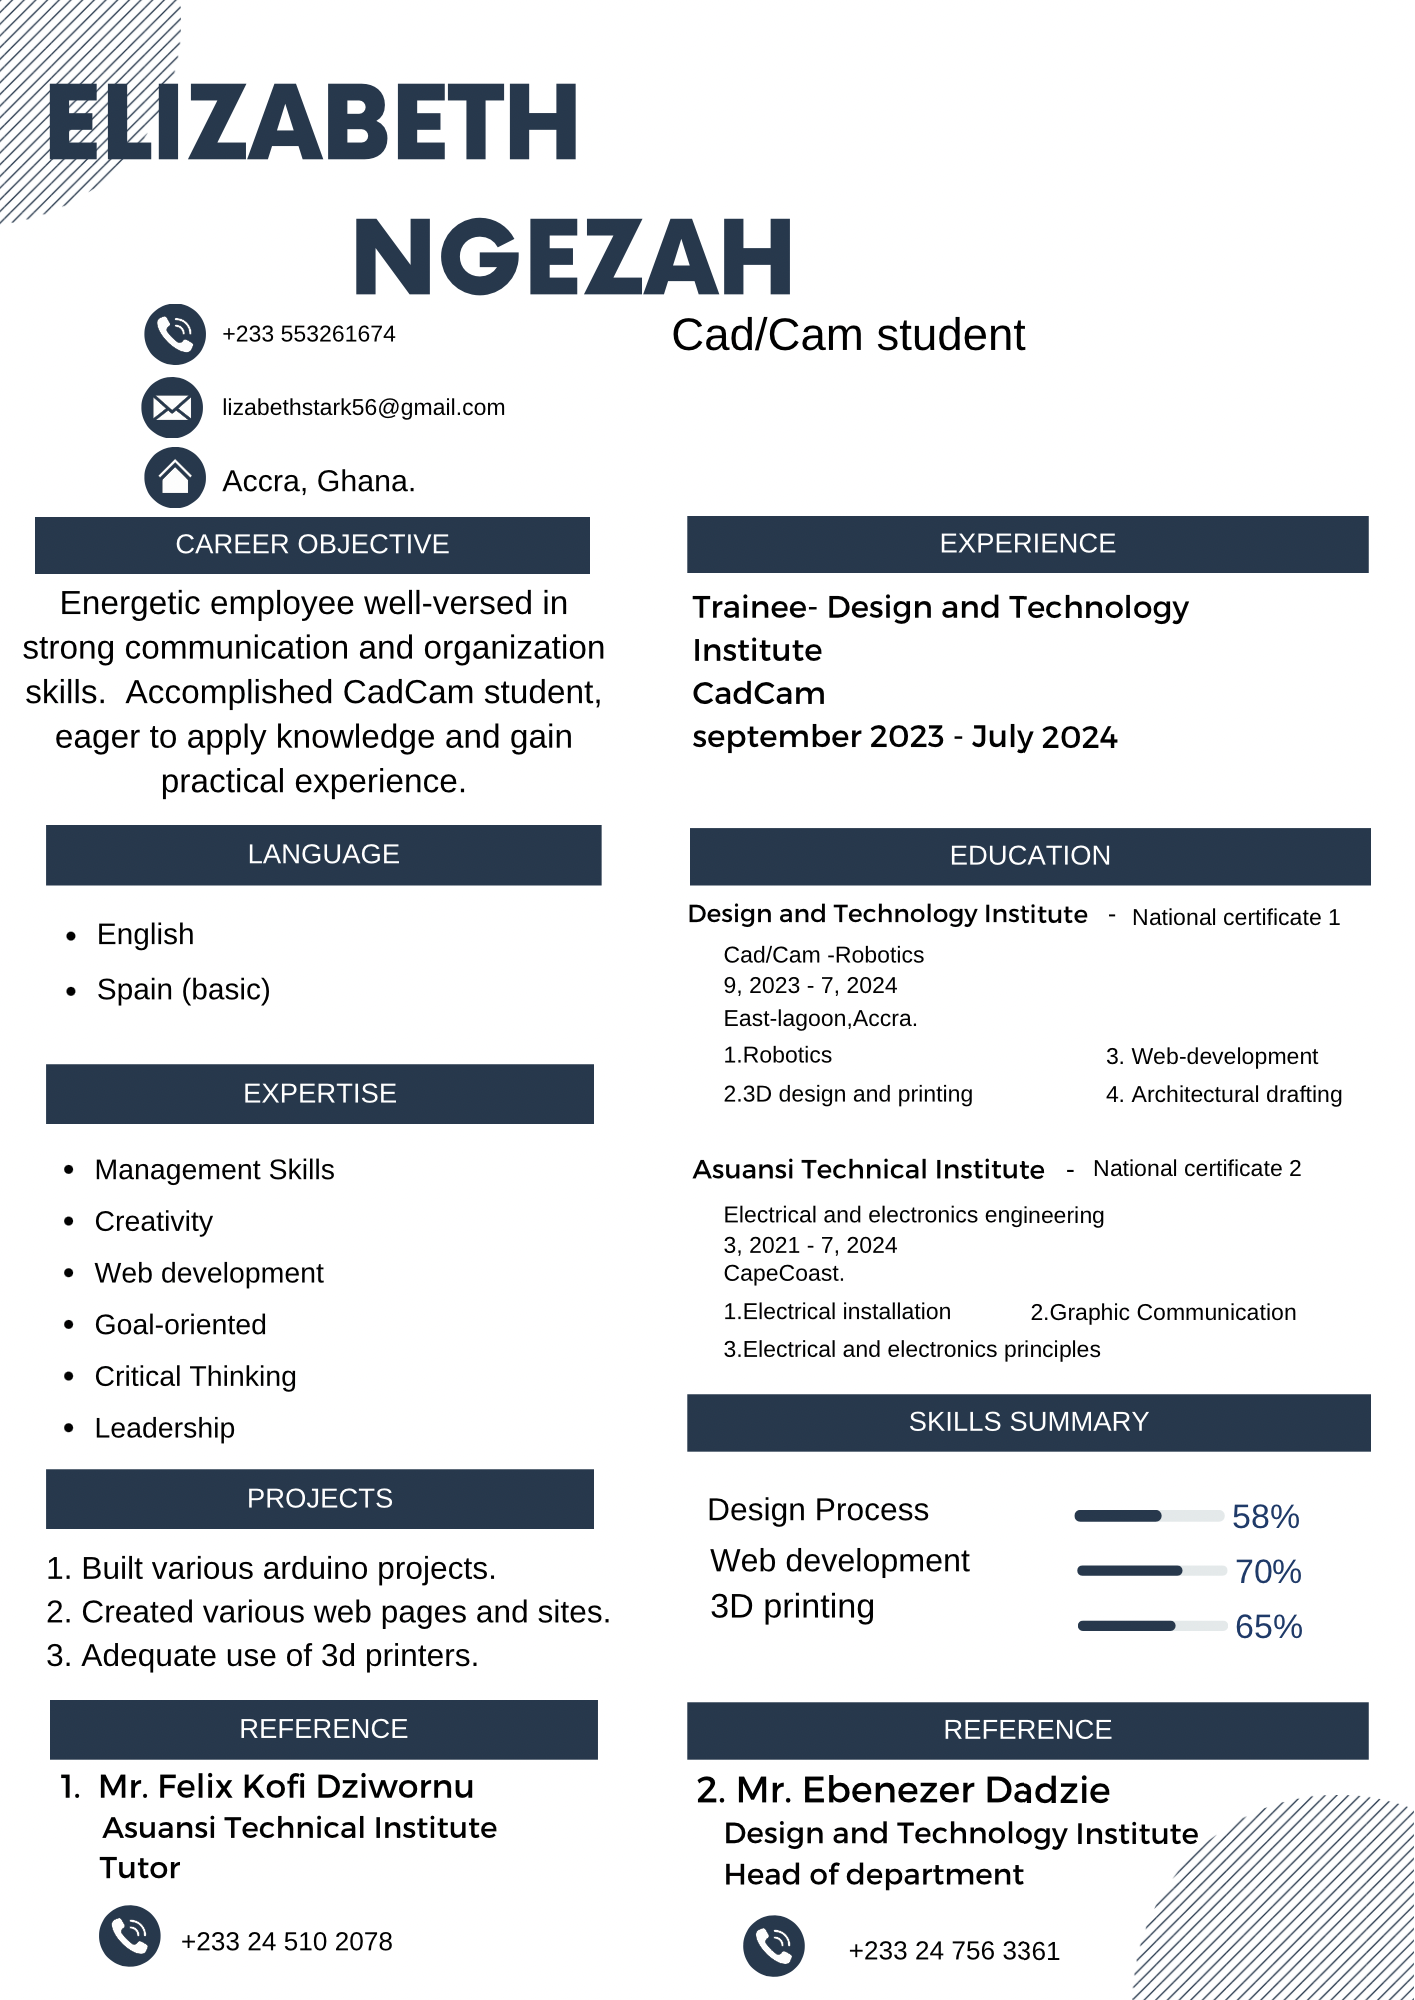 ELIZABETH
NGEZAH
+233 553261674
lizabethstark56@gmail.com
Accra, Ghana.
Cad/Cam student
CAREER OBJECTIVE
Energetic employee well-versed in
strong communication and organization
skills.  Accomplished CadCam student,
eager to apply knowledge and gain
practical experience.
LANGUAGE
• English
• Spain (basic)
EXPERTISE
• Management Skills
• Creativity
• Web development
• Goal-oriented
• Critical Thinking
• Leadership
PROJECTS
1. Built various arduino projects.
2. Created various web pages and sites.
3. Adequate use of 3d printers.
REFERENCE
1. Mr. Felix Kofi Dziwornu
Asuansi Technical Institute
Tutor
+233 24 510 2078
EXPERIENCE
Trainee- Design and Technology
Institute
CadCam
september 2023 - July 2024
EDUCATION
Design and Technology Institute - National certificate 1
Cad/Cam -Robotics
9, 2023 - 7, 2024
East-lagoon,Accra.
1.Robotics 3. Web-development
2.3D design and printing 4. Architectural drafting
Asuansi Technical Institute - National certificate 2
Electrical and electronics engineering
3, 2021 - 7, 2024
CapeCoast.
1.Electrical installation 2.Graphic Communication
3.Electrical and electronics principles
SKILLS SUMMARY
Design Process 58%
Web development 70%
3D printing 65%
REFERENCE
2. Mr. Ebenezer Dadzie
Design and Technology Institute
Head of department
+233 24 756 3361